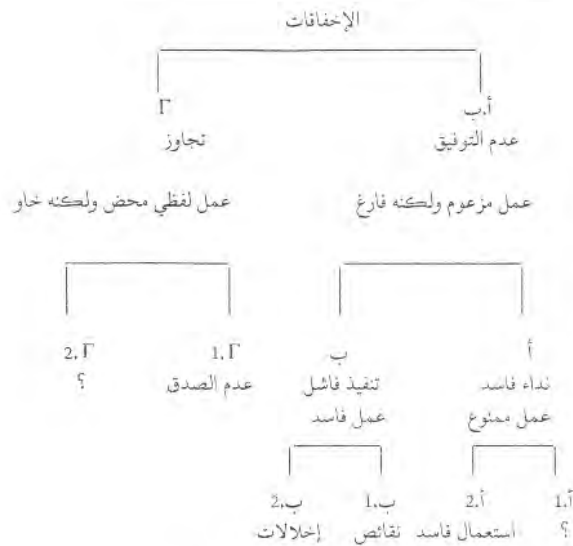 الإخفاقات
أ.ب Γ
عدم التوفيق تجاوز
عمل مزعوم ولكنه فارغ عمل لفظي محض ولكنه خاو
أ ب Γ.1 Γ.2
نداء فاسد تنفيذ فاشل عدم الصدق ؟
عمل ممنوع عمل فاسد
أ.1 أ.2 ب.1 ب.2
؟ استعمال فاسد نقائص إخلالات